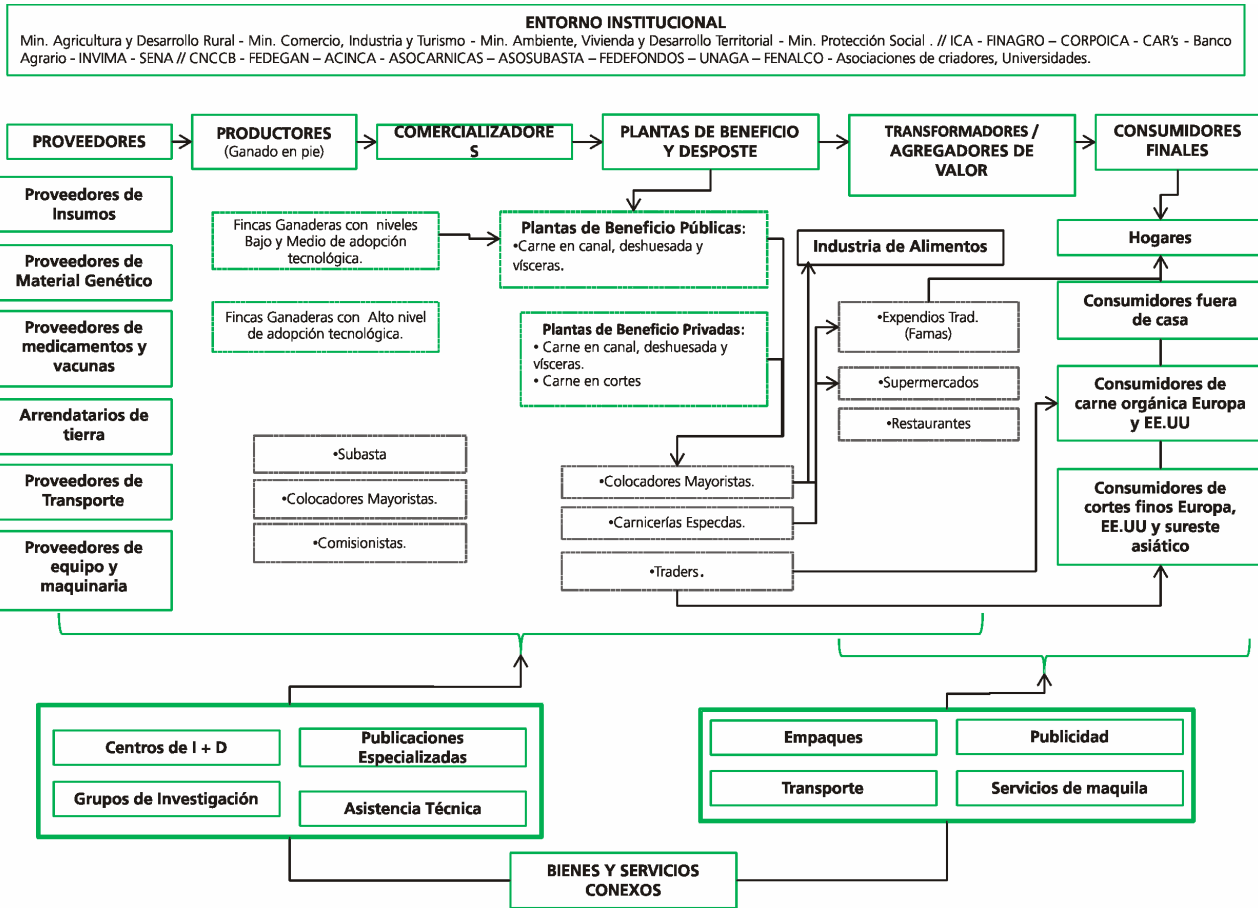 ENTORNO INSTITUCIONAL
Min. Agricultura y Desarrollo Rural - Min. Comercio, Industria y Turismo - Min. Ambiente, Vivienda y Desarrollo Territorial - Min. Protección Social . // ICA - FINAGRO – CORPOICA - CAR's - Banco
Agrario - INVIMA - SENA // CNCCB - FEDEGAN – ACINCA - ASOCARNICAS – ASOSUBASTA – FEDEFONDOS – UNAGA – FENALCO - Asociaciones de criadores, Universidades.
PROVEEDORES
PRODUCTORES
(Ganado en pie)
COMERCIALIZADORE
S
PLANTAS DE BENEFICIO
Y DESPOSTE
TRANSFORMADORES /
AGREGADORES DE
VALOR
CONSUMIDORES
FINALES
Proveedores de
Insumos
Proveedores de
Material Genético
Proveedores de
medicamentos y
vacunas
Arrendatarios de
tierra
Proveedores de
Transporte
Proveedores de
equipo y
maquinaria
Fincas Ganaderas con niveles
Bajo y Medio de adopción
tecnológica.
Fincas Ganaderas con Alto nivel
de adopción tecnológica.
•Subasta
•Colocadores Mayoristas.
•Comisionistas.
Plantas de Beneficio Públicas:
•Carne en canal, deshuesada y
vísceras.
Plantas de Beneficio Privadas:
• Carne en canal, deshuesada y
vísceras.
• Carne en cortes
•Colocadores Mayoristas.
•Carnicerías Especdas.
•Traders.
Industria de Alimentos
•Expendios Trad.
(Famas)
•Supermercados
•Restaurantes
Hogares
Consumidores fuera
de casa
Consumidores de
carne orgánica Europa
y EE.UU
Consumidores de
cortes finos Europa,
EE.UU y sureste
asiático
Centros de I + D
Publicaciones
Especializadas
Grupos de Investigación
Asistencia Técnica
Empaques
Publicidad
Transporte
Servicios de maquila
BIENES Y SERVICIOS
CONEXOS